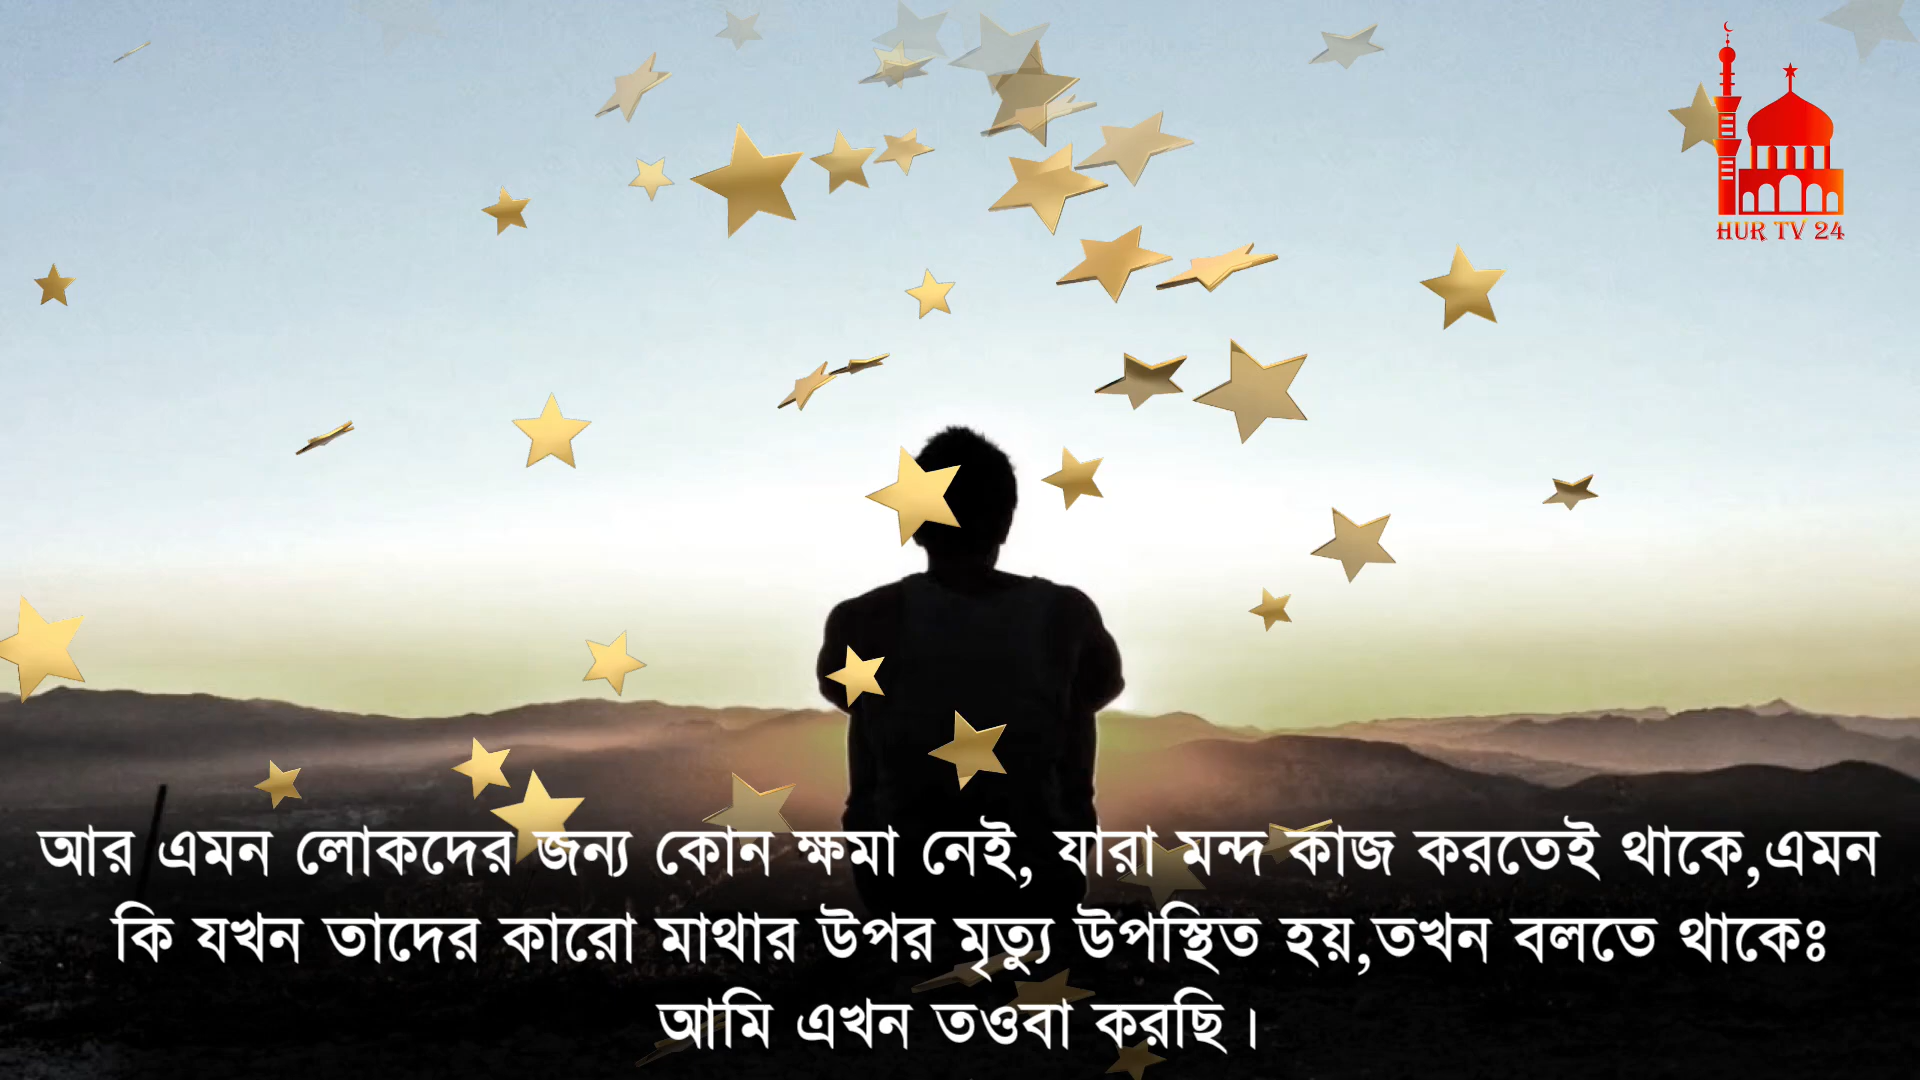 HUR TV 24
আর এমন লোকদের জন্য কোন ক্ষমা নেই, যারা মন্দ কাজ করতেই থাকে,এমন
কি যখন তাদের কারো মাথার উপর মৃত্যু উপস্থিত হয়,তখন বলতে থাকেঃ
আমি এখন তওবা করছি।